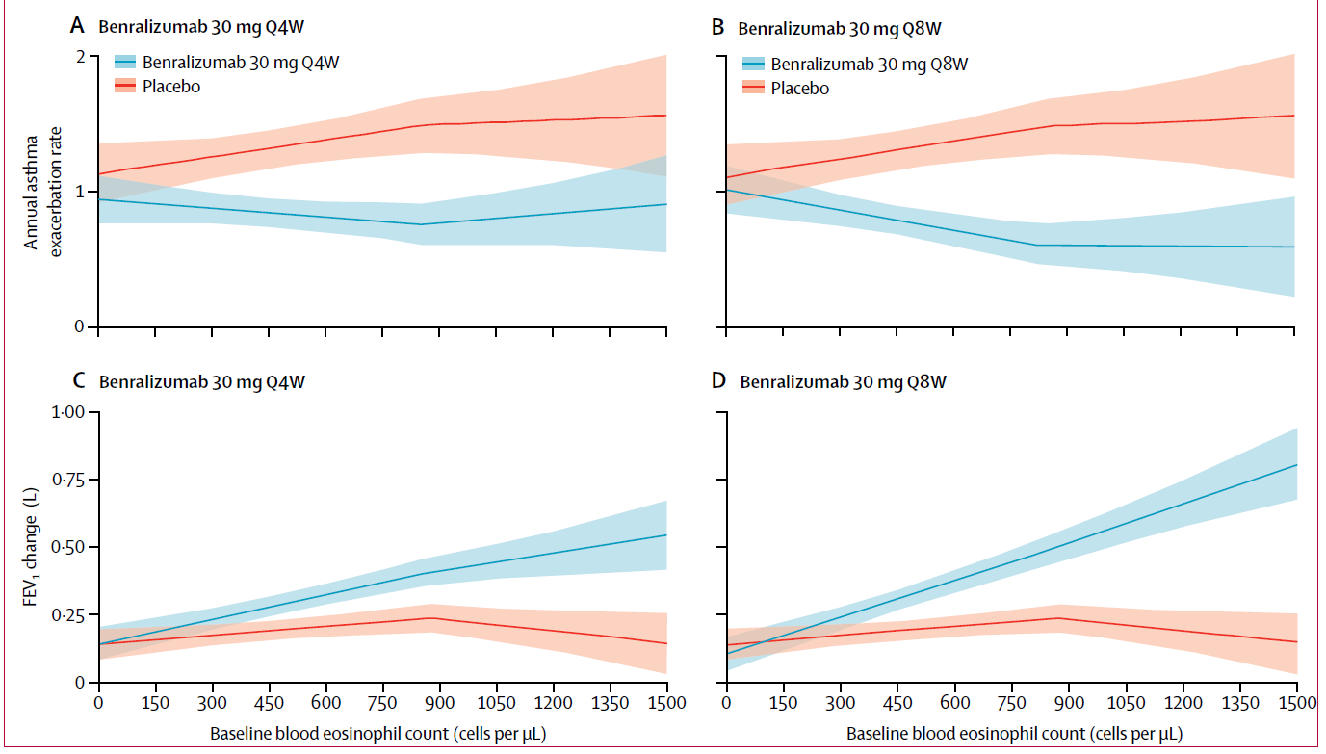 A Benralizumab 30 mg Q4W
Benralizumab 30 mg Q4W
Placebo
2
1
0
Annual asthma
exacerbation rate
B Benralizumab 30 mg Q8W
Benralizumab 30 mg Q8W
Placebo
C Benralizumab 30 mg Q4W
1·00
0·75
0·50
0·25
0
FEV₁ change (L)
0 150 300 450 600 750 900 1050 1200 1350 1500
Baseline blood eosinophil count (cells per µL)
D Benralizumab 30 mg Q8W
0 150 300 450 600 750 900 1050 1200 1350 1500
Baseline blood eosinophil count (cells per µL)